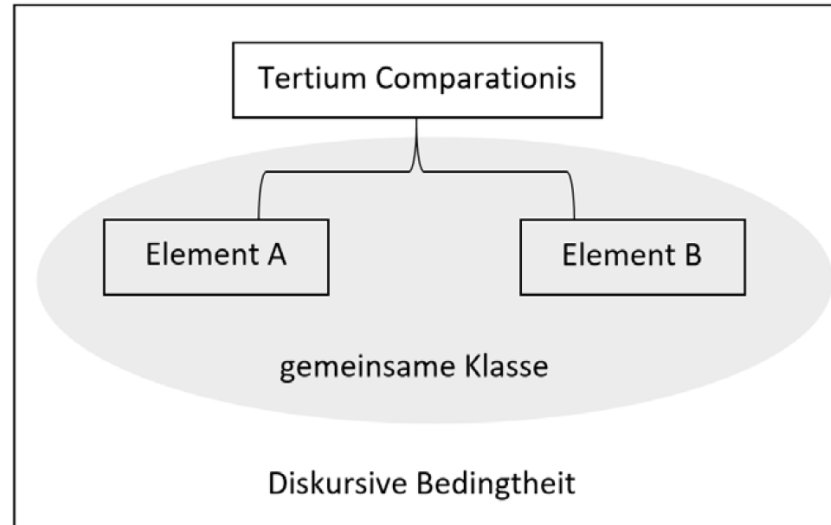 Tertium Comparationis
Element A
Element B
gemeinsame Klasse
Diskursive Bedingtheit